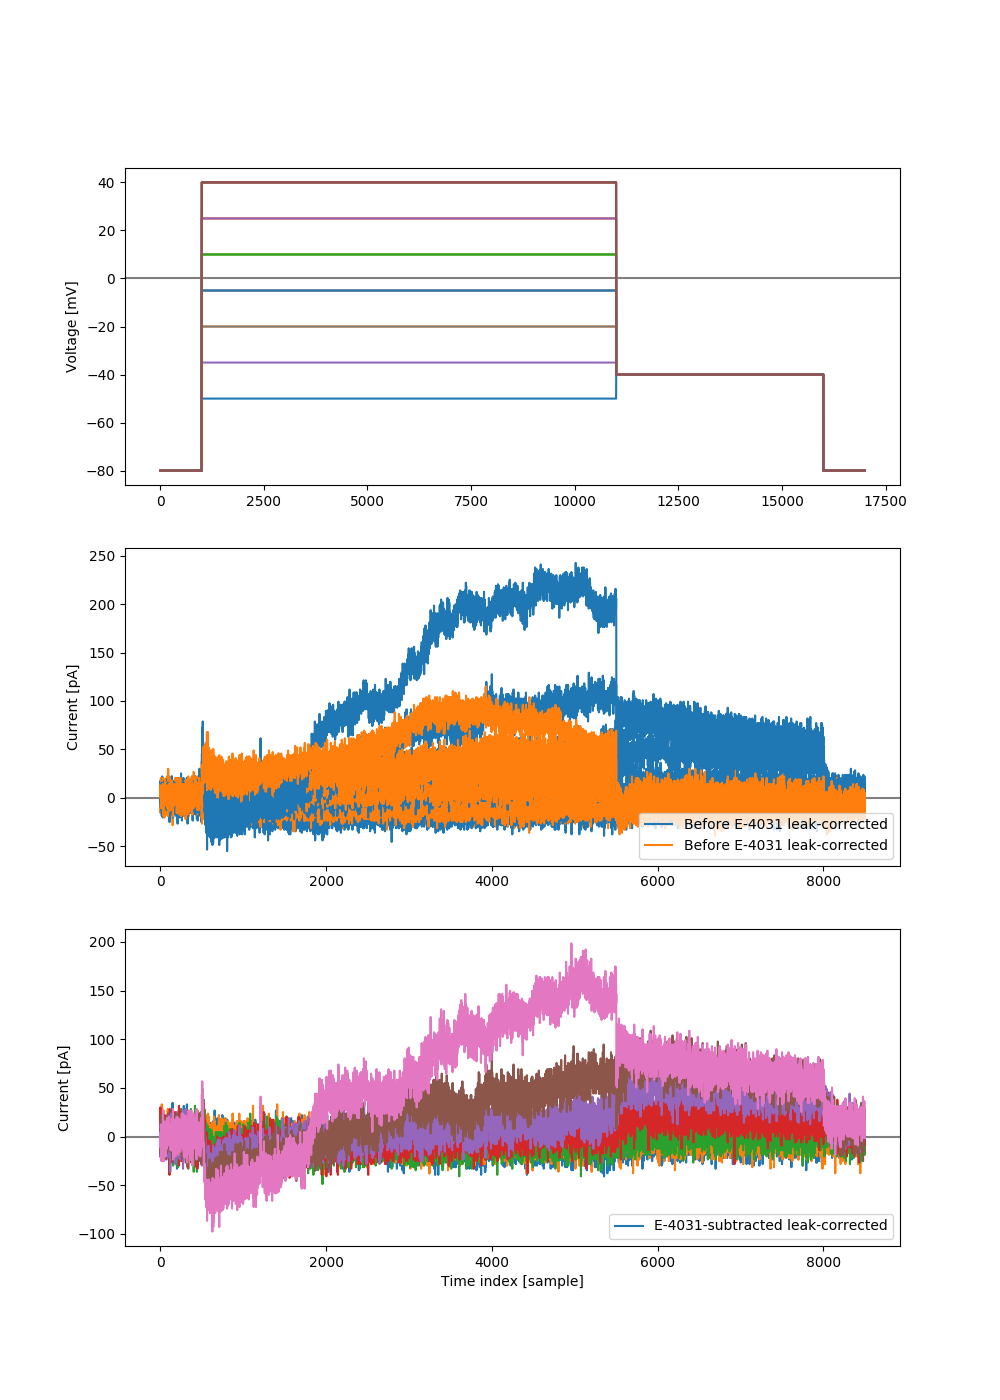 Voltage [mV]
40
20
0
−20
−40
−60
−80
0 2500 5000 7500 10000 12500 15000 17500
Current [pA]
250
200
150
100
50
0
−50
Before E-4031 leak-corrected
Before E-4031 leak-corrected
0 2000 4000 6000 8000
Current [pA]
200
150
100
50
0
−50
−100
E-4031-subtracted leak-corrected
0 2000 4000 6000 8000
Time index [sample]